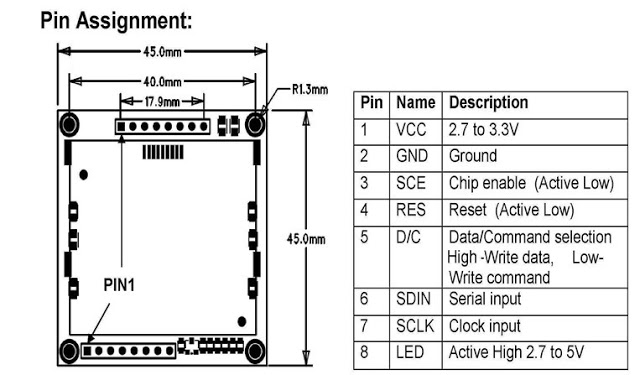 Pin Assignment:
45.0mm
40.0mm
R1.3mm
17.9mm
45.0mm
PIN1
Pin Name Description
1 VCC 2.7 to 3.3V
2 GND Ground
3 SCE Chip enable (Active Low)
4 RES Reset (Active Low)
5 D/C Data/Command selection
High -Write data, Low-
Write command
6 SDIN Serial input
7 SCLK Clock input
8 LED Active High 2.7 to 5V